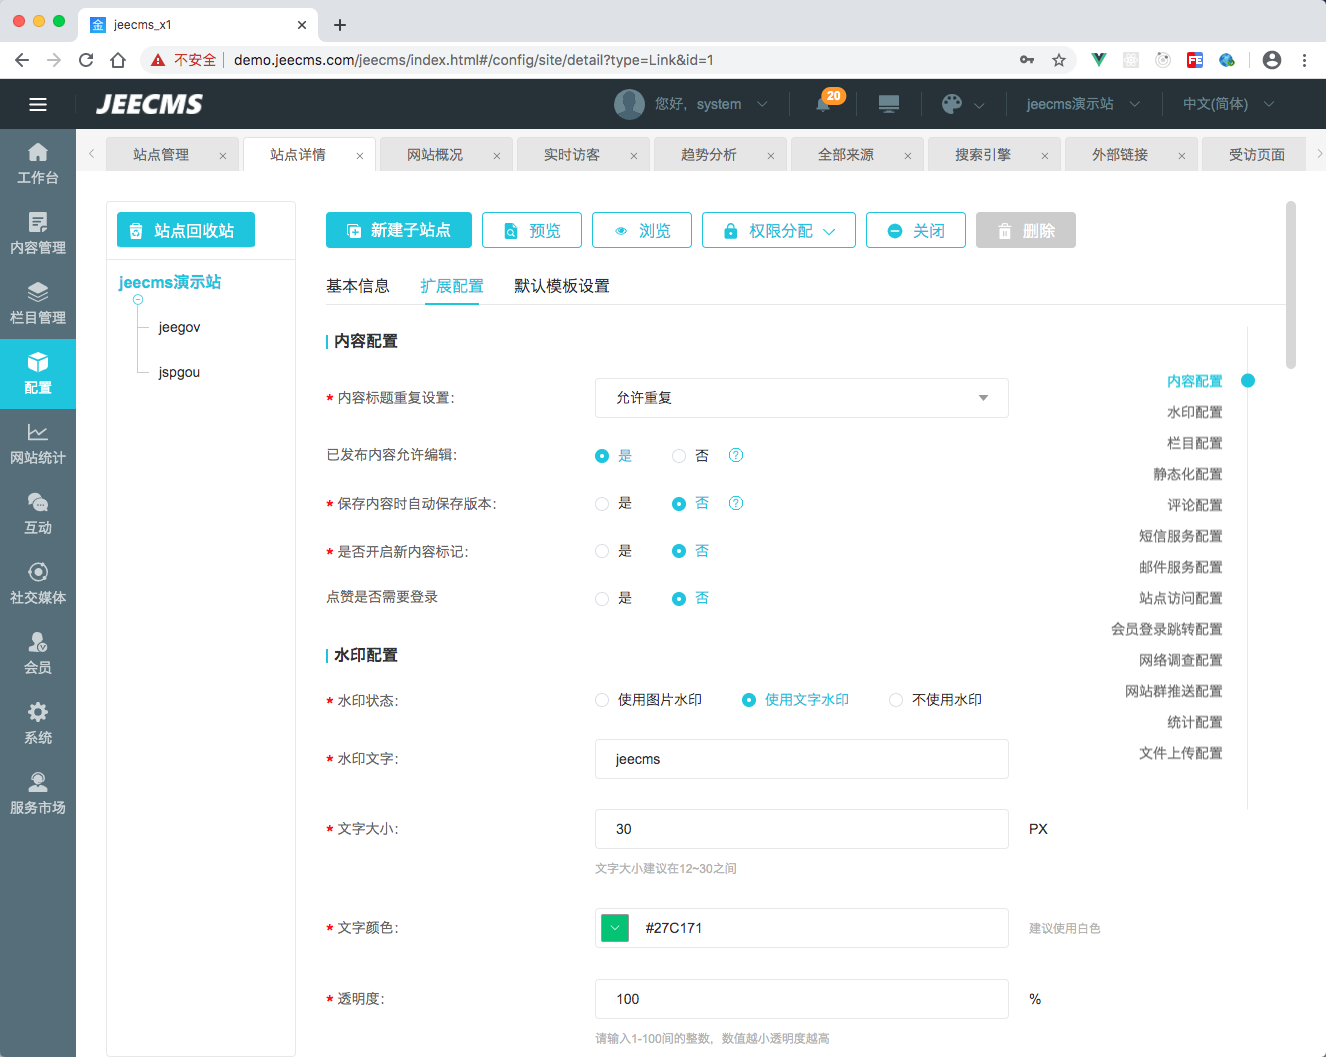 金 jeecms_x1
不安全 demo.jeecms.com/jeecms/index.html#/config/site/detail?type=Link&id=1
FE
JEECMS 您好，system 20 jeecms演示站 中文(简体)
站点管理 站点详情 网站概况 实时访客 趋势分析 全部来源 搜索引擎 外部链接 受访页面
工作台
内容管理
栏目管理
配置
网站统计
互动
社交媒体
会员
系统
服务市场
站点回收站
jeecms演示站
jeegov
jspgou
新建子站点 预览 浏览 权限分配 关闭 删除
基本信息 扩展配置 默认模板设置
内容配置
* 内容标题重复设置: 允许重复
已发布内容允许编辑: 是 否 ?
* 保存内容时自动保存版本: 是 否 ?
* 是否开启新内容标记: 是 否
点赞是否需要登录 是 否
水印配置
* 水印状态: 使用图片水印 使用文字水印 不使用水印
* 水印文字: jeecms
* 文字大小: 30 PX
文字大小建议在12~30之间
* 文字颜色: #27C171 建议使用白色
* 透明度: 100 %
请输入1-100间的整数，数值越小透明度越高
内容配置
水印配置
栏目配置
静态化配置
评论配置
短信服务配置
邮件服务配置
站点访问配置
会员登录跳转配置
网络调查配置
网站群推送配置
统计配置
文件上传配置